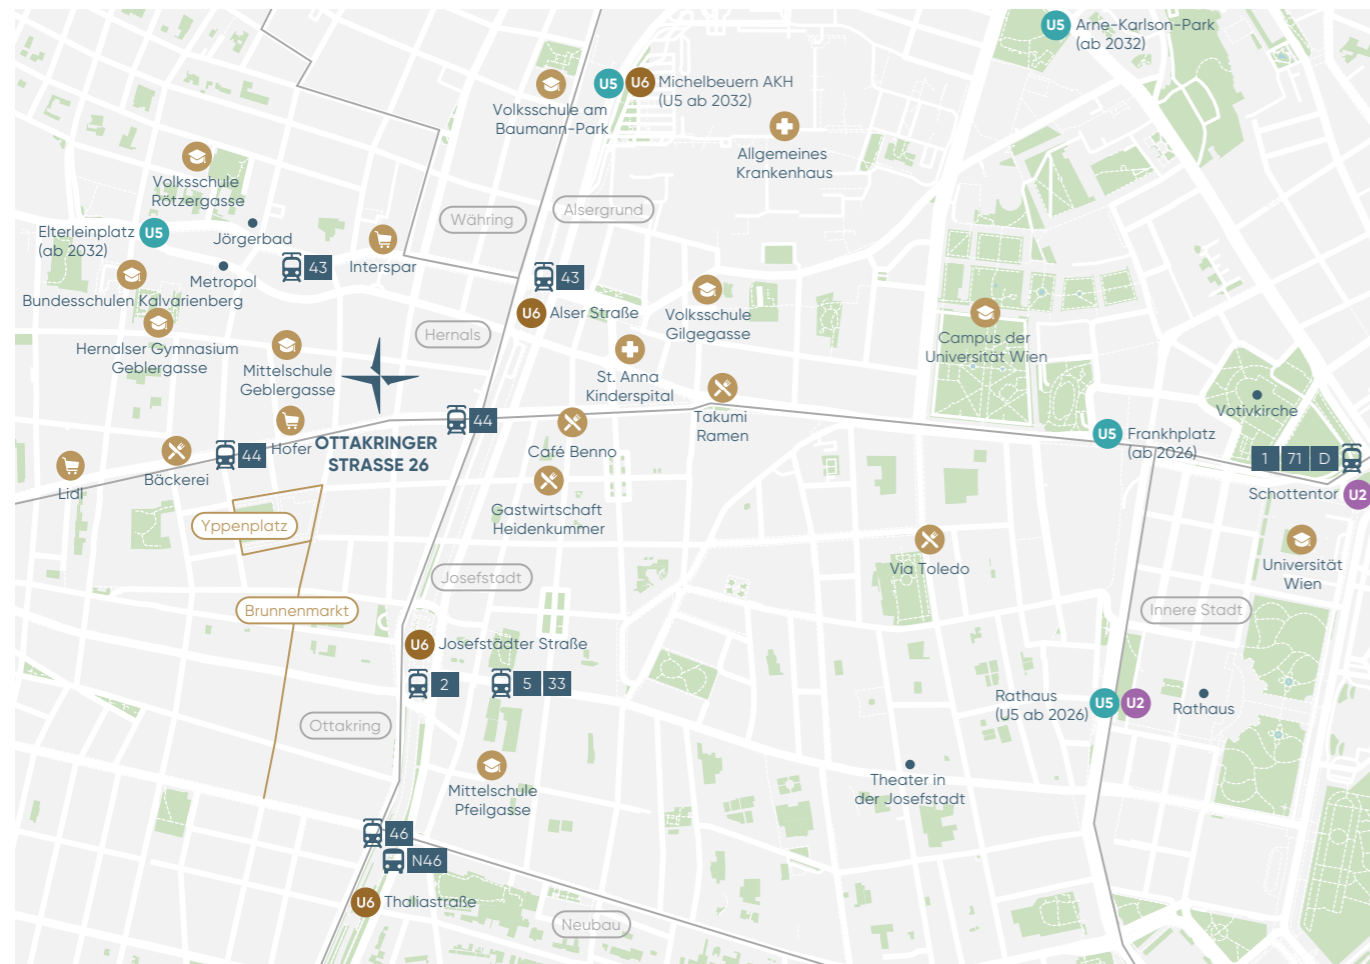 U5 Arne-Karlson-Park
(ab 2032)
U5 U6 Michelbeuern AKH
(U5 ab 2032)
Volksschule am
Baumann-Park
Allgemeines
Krankenhaus
Volksschule
Rötzergasse
Währing
Alsergrund
Elterleinplatz U5
(ab 2032)
Jörgerbad
43
Interspar
Metropol
Bundesschulen Kalvarienberg
43
U6 Alser Straße
Volksschule
Gilgegasse
Campus der
Universität Wien
Hernals
Hernalser Gymnasium
Geblergasse
Mittelschule
Geblergasse
St. Anna
Kinderspital
Takumi
Ramen
Votivkirche
44
OTTAKRINGER
STRASSE 26
Hofer
44
Bäckerei
Lidl
Café Benno
U5 Frankhplatz
(ab 2026)
1 71 D
Schottentor U2
Gastwirtschaft
Heidenkummer
Yppenplatz
Via Toledo
Universität
Wien
Josefstadt
Brunnenmarkt
Innere Stadt
U6 Josefstädter Straße
2
5 33
Rathaus
(U5 ab 2026)
U5 U2
Rathaus
Ottakring
Mittelschule
Pfeilgasse
Theater in
der Josefstadt
46
N46
U6 Thaliastraße
Neubau